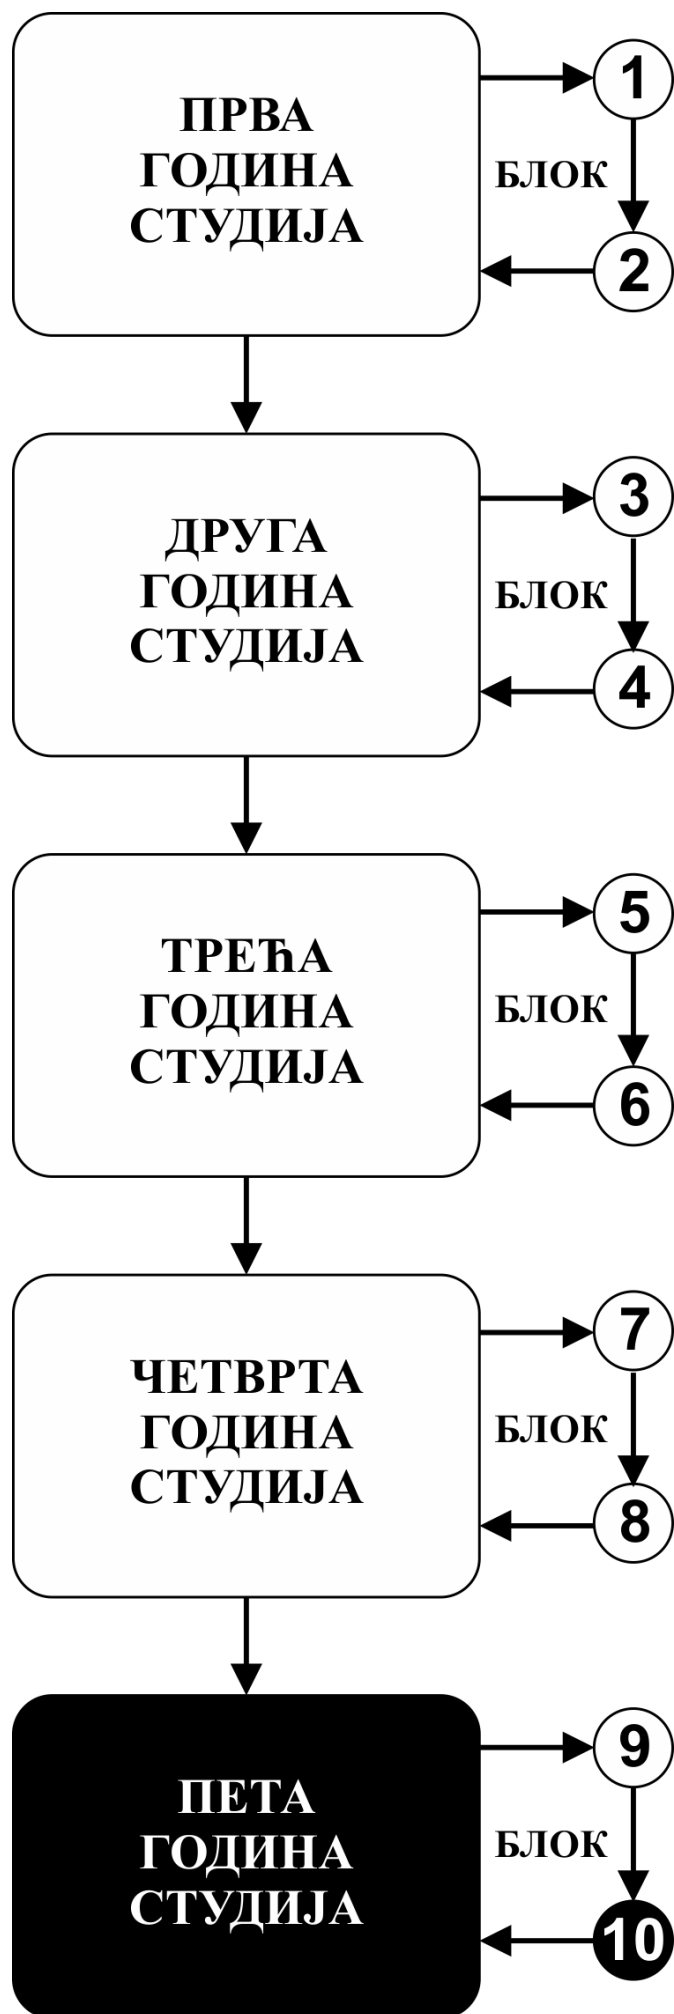 ПРВА
ГОДИНА
СТУДИЈА
1
БЛОК
2
ДРУГА
ГОДИНА
СТУДИЈА
3
БЛОК
4
ТРЕЋА
ГОДИНА
СТУДИЈА
5
БЛОК
6
ЧЕТВРТА
ГОДИНА
СТУДИЈА
7
БЛОК
8
ПЕТА
ГОДИНА
СТУДИЈА
9
БЛОК
10